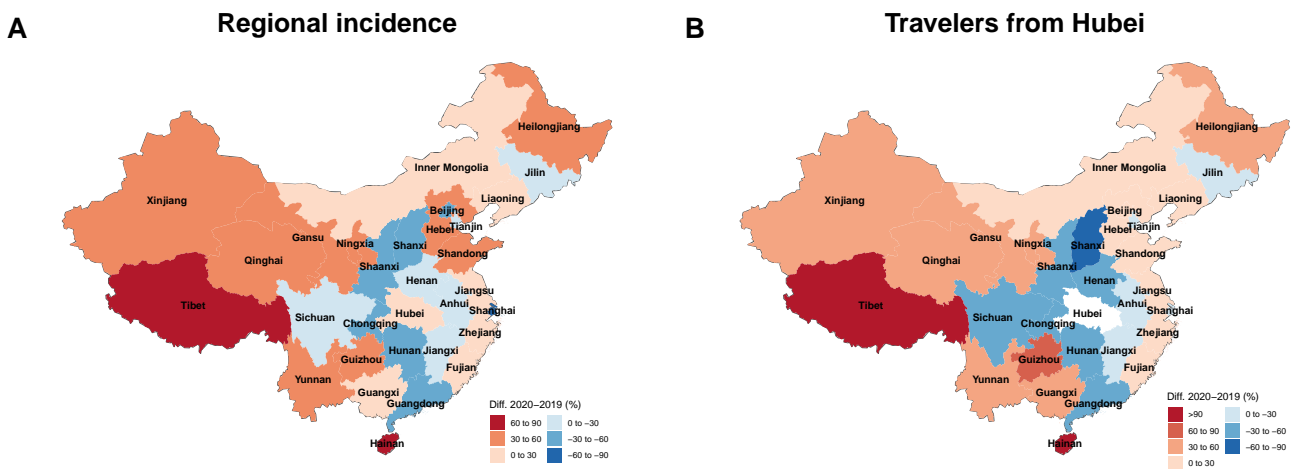 A
Regional incidence
Heilongjiang
Inner Mongolia
Jilin
Xinjiang
Liaoning
Beijing
Gansu
Ningxia
Hebei
Tianjin
Shanxi
Shandong
Qinghai
Shaanxi
Henan
Jiangsu
Tibet
Anhui
Sichuan
Hubei
Shanghai
Chongqing
Zhejiang
Hunan
Jiangxi
Guizhou
Fujian
Yunnan
Guangxi
Guangdong
Hainan
Diff. 2020−2019 (%)
60 to 90
0 to −30
30 to 60
−30 to −60
0 to 30
−60 to −90
B
Travelers from Hubei
Heilongjiang
Inner Mongolia
Jilin
Xinjiang
Liaoning
Beijing
Gansu
Ningxia
Hebei
Tianjin
Shanxi
Shandong
Qinghai
Shaanxi
Henan
Jiangsu
Tibet
Anhui
Sichuan
Hubei
Shanghai
Chongqing
Zhejiang
Hunan
Jiangxi
Guizhou
Fujian
Yunnan
Guangxi
Guangdong
Hainan
Diff. 2020−2019 (%)
>90
0 to −30
60 to 90
−30 to −60
30 to 60
−60 to −90
0 to 30